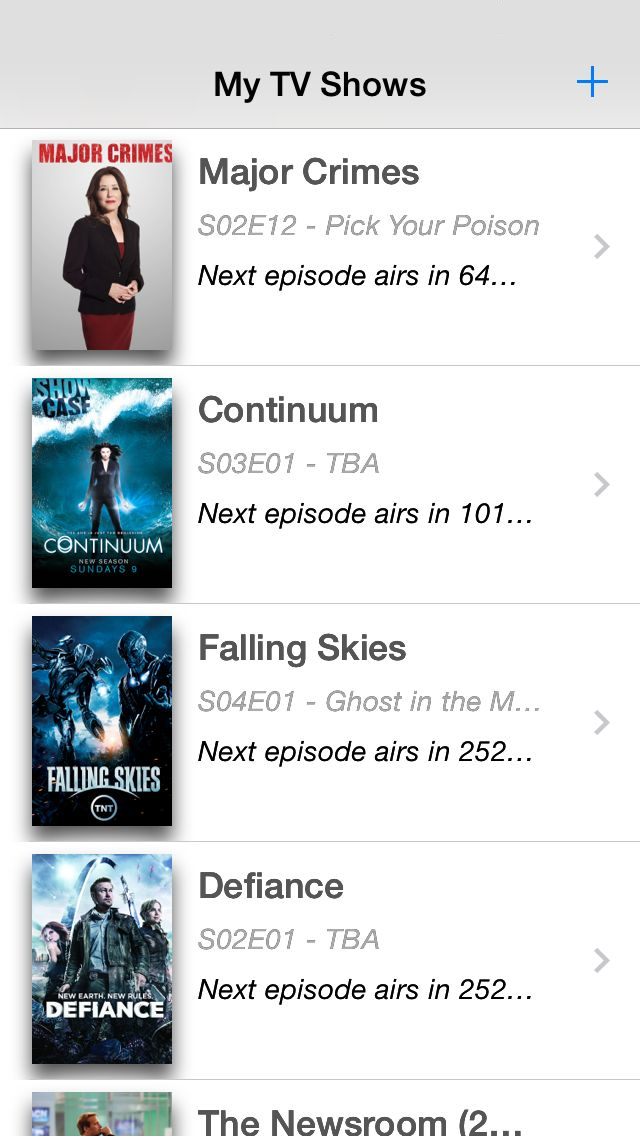 My TV Shows
MAJOR CRIMES
Major Crimes
S02E12 - Pick Your Poison
Next episode airs in 64…
SHOW
CASE
CONTINUUM
NEW SEASON
SUNDAYS 9
Continuum
S03E01 - TBA
Next episode airs in 101…
FALLING SKIES
TNT
Falling Skies
S04E01 - Ghost in the M…
Next episode airs in 252…
NEW EARTH. NEW RULES.
DEFIANCE
Defiance
S02E01 - TBA
Next episode airs in 252…
The Newsroom (2…